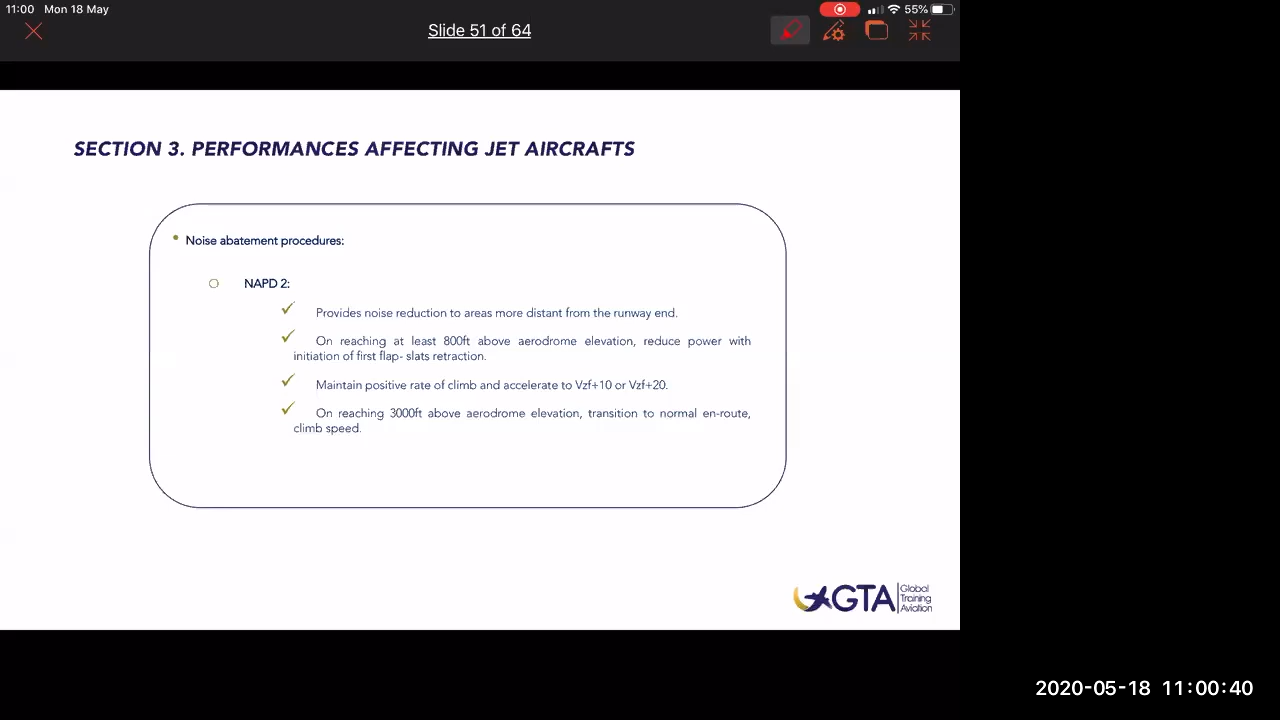 11:00 Mon 18 May
55%
Slide 51 of 64
SECTION 3. PERFORMANCES AFFECTING JET AIRCRAFTS
• Noise abatement procedures:
NAPD 2:
✓ Provides noise reduction to areas more distant from the runway end.
✓ On reaching at least 800ft above aerodrome elevation, reduce power with
initiation of first flap- slats retraction.
✓ Maintain positive rate of climb and accelerate to Vzf+10 or Vzf+20.
✓ On reaching 3000ft above aerodrome elevation, transition to normal en-route,
climb speed.
GTA
Global
Training
Aviation
2020-05-18 11:00:40